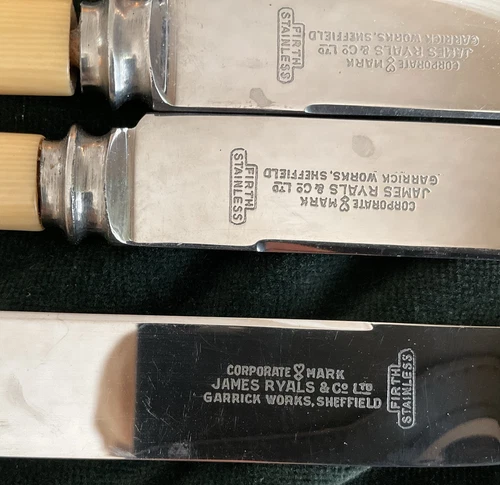 FIRTH
STAINLESS
CORPORATE MARK
JAMES RYALS & Co LTD
GARRICK WORKS, SHEFFIELD
FIRTH
STAINLESS
CORPORATE MARK
JAMES RYALS & Co LTD
GARRICK WORKS, SHEFFIELD
CORPORATE 8 MARK
JAMES RYALS & Co LTD
GARRICK WORKS, SHEFFIELD
FIRTH
STAINLESS